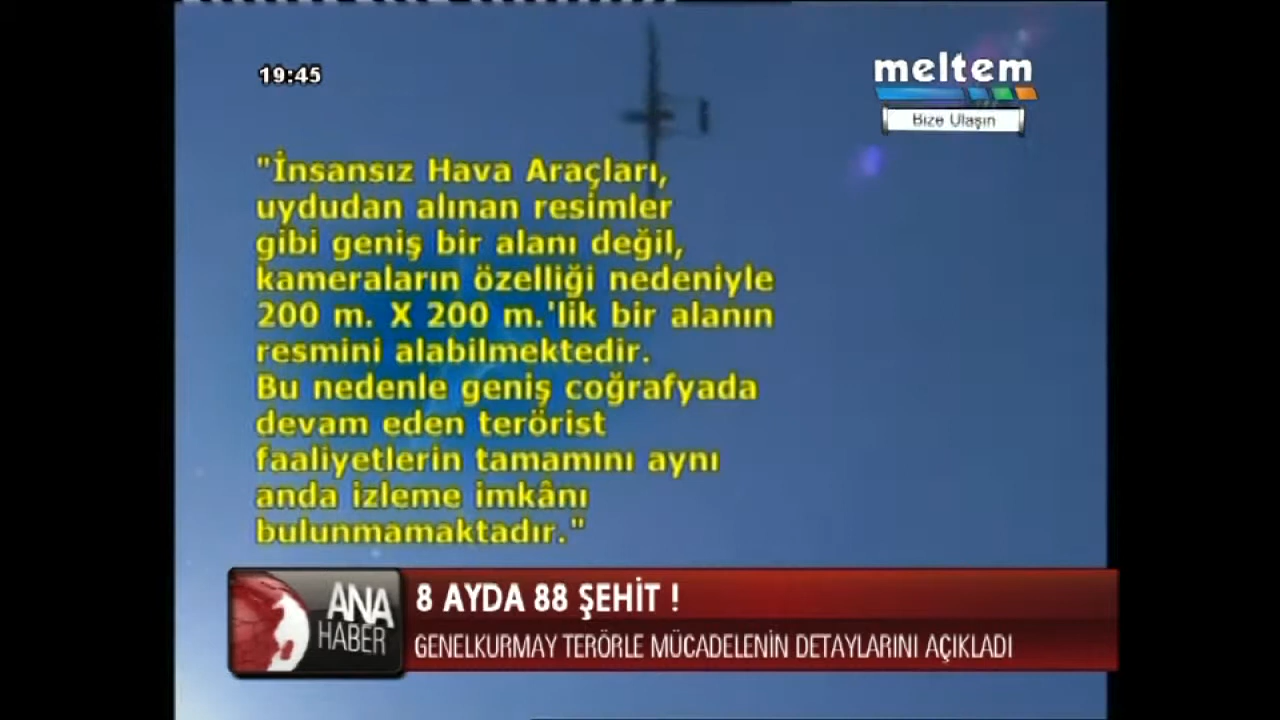 19:45
meltem
Bize Ulaşın
"İnsansız Hava Araçları,
uydudan alınan resimler
gibi geniş bir alanı değil,
kameraların özelliği nedeniyle
200 m. X 200 m.'lik bir alanın
resmini alabilmektedir.
Bu nedenle geniş coğrafyada
devam eden terörist
faaliyetlerin tamamını aynı
anda izleme imkânı
bulunmamaktadır."
ANA
HABER
8 AYDA 88 ŞEHİT !
GENELKURMAY TERÖRLE MÜCADELENİN DETAYLARINI AÇIKLADI